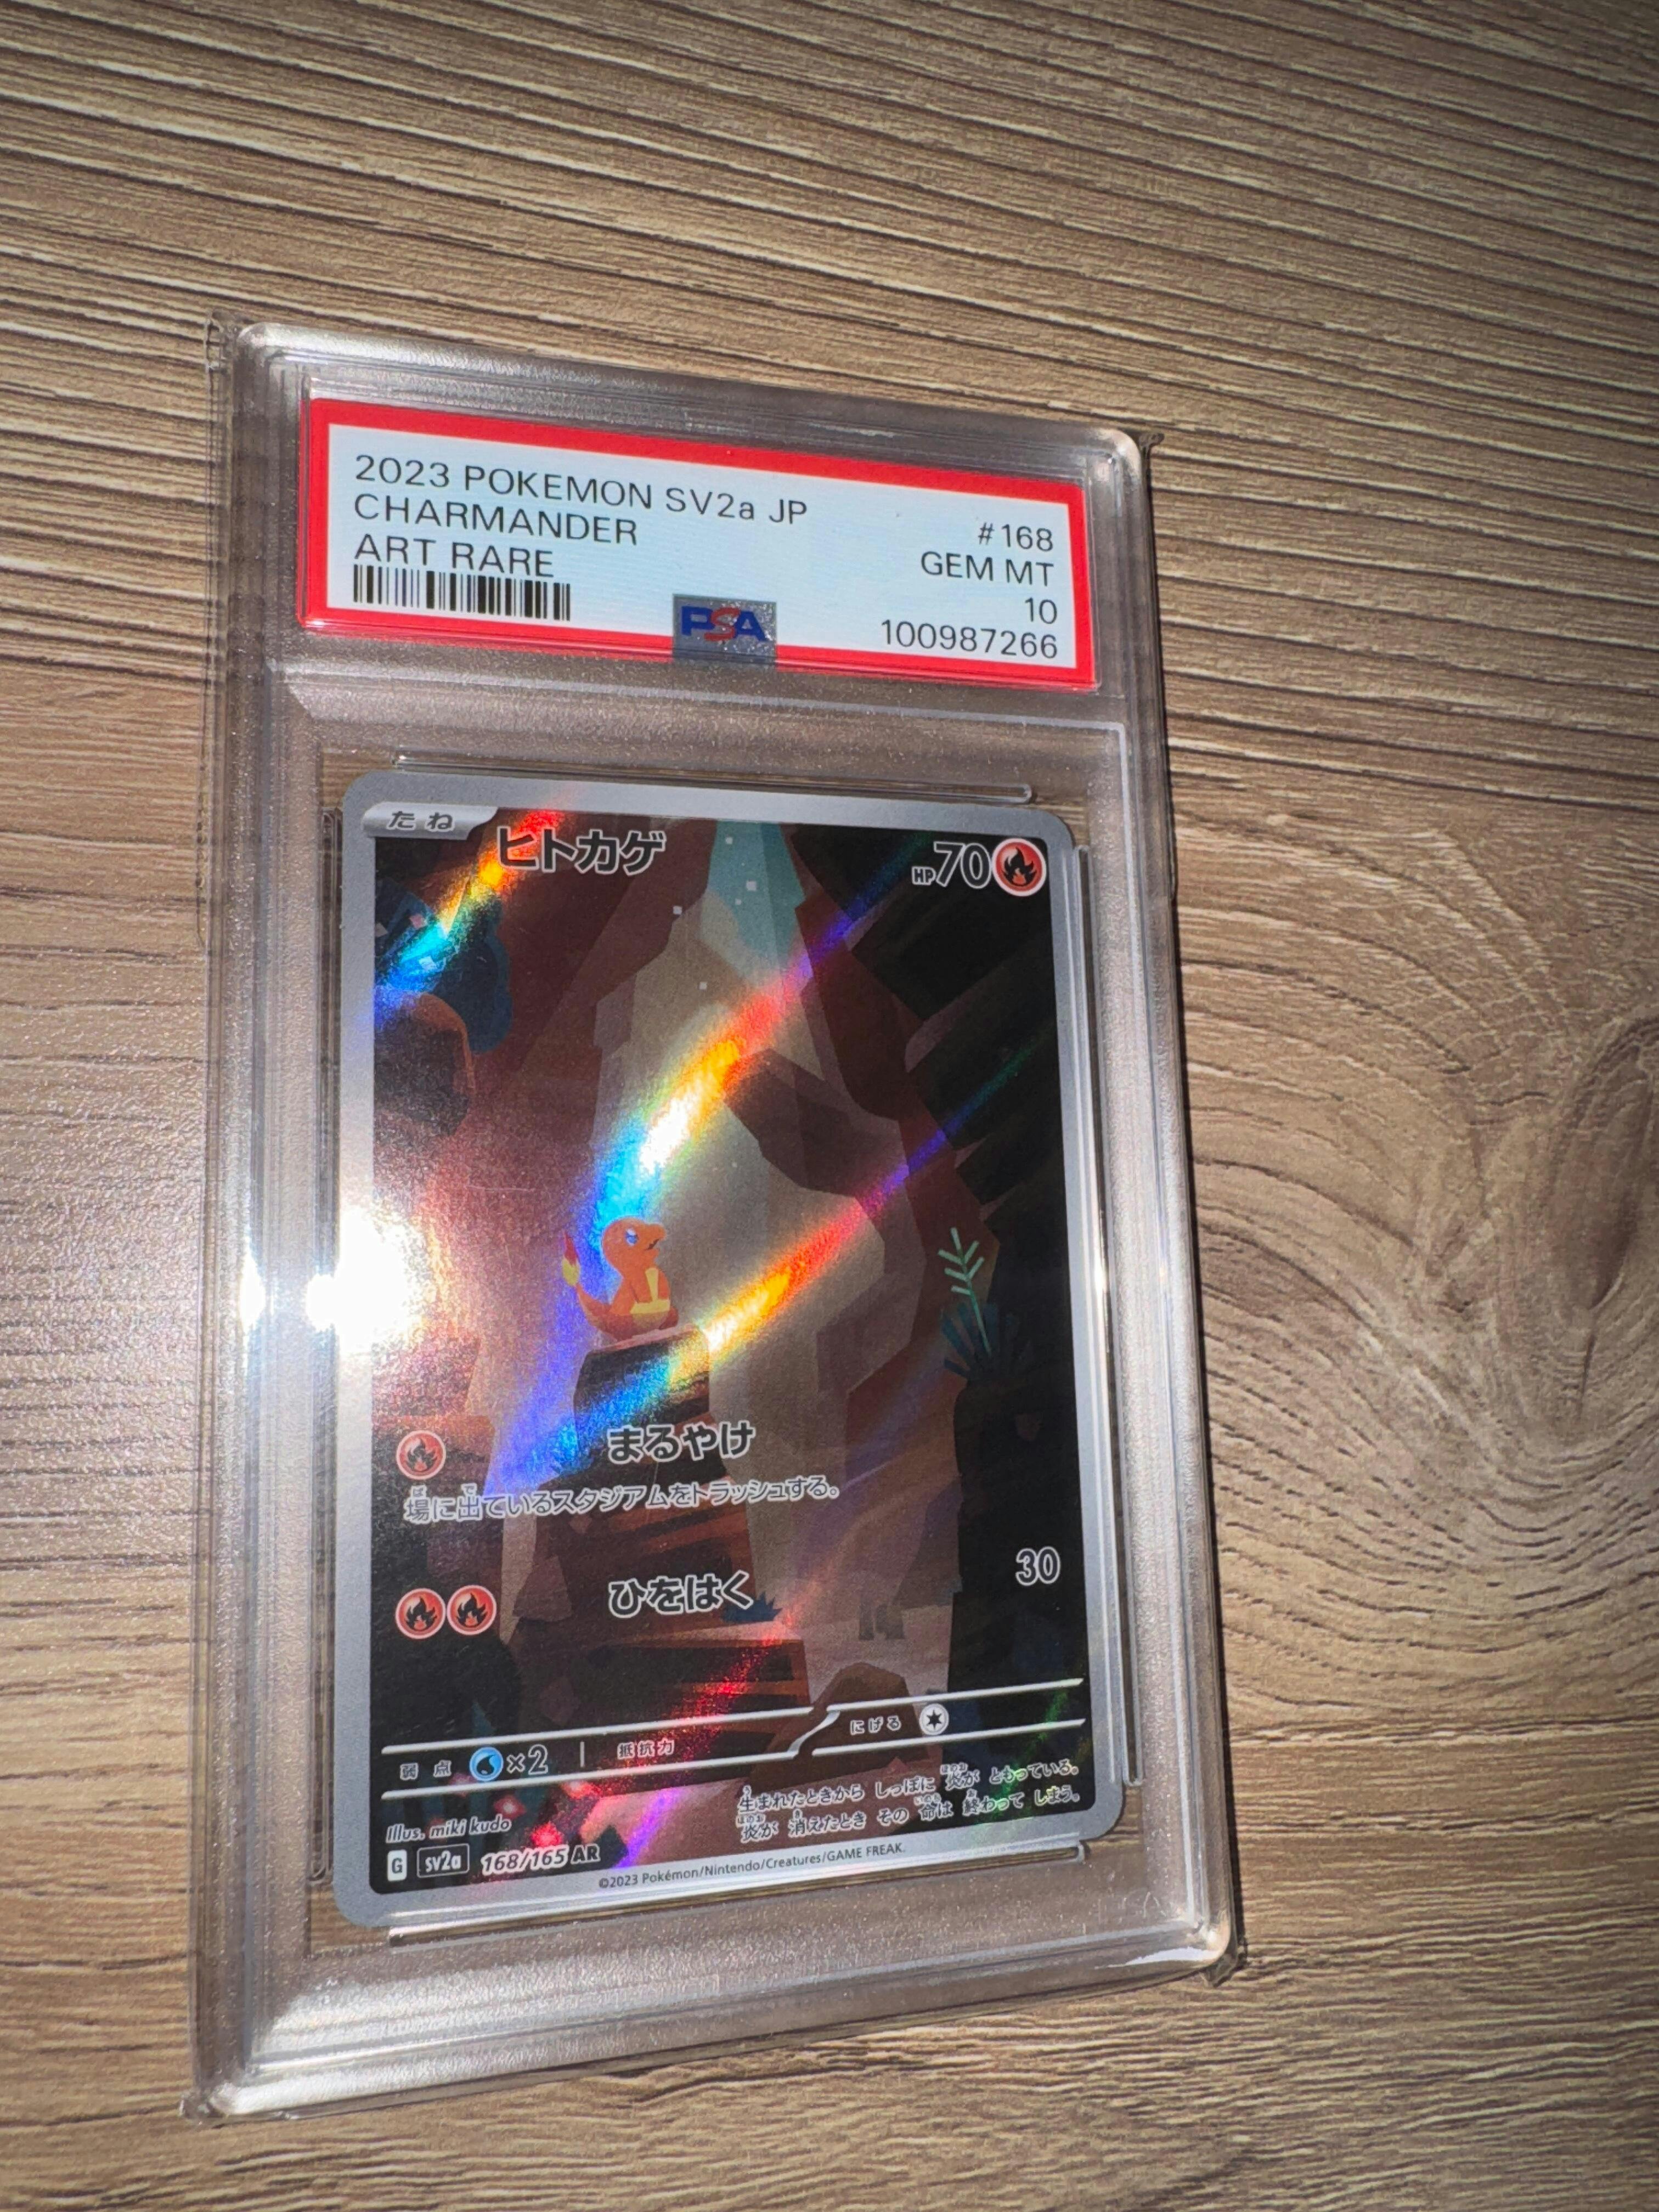 2023 POKEMON SV2a JP
#168
CHARMANDER
GEM MT
ART RARE
10
PSA
100987266
たね
ヒトカゲ
HP70
まるやけ
場に出ているスタジアムをトラッシュする。
ひをはく
30
弱点 ×2
抵抗力
にげる
生まれたときから しっぽに 炎が ともっている。
炎が 消えたとき その 命は 終わって しまう。
Illus. miki kudo
G sv2a 168/165 AR
©2023 Pokémon/Nintendo/Creatures/GAME FREAK.